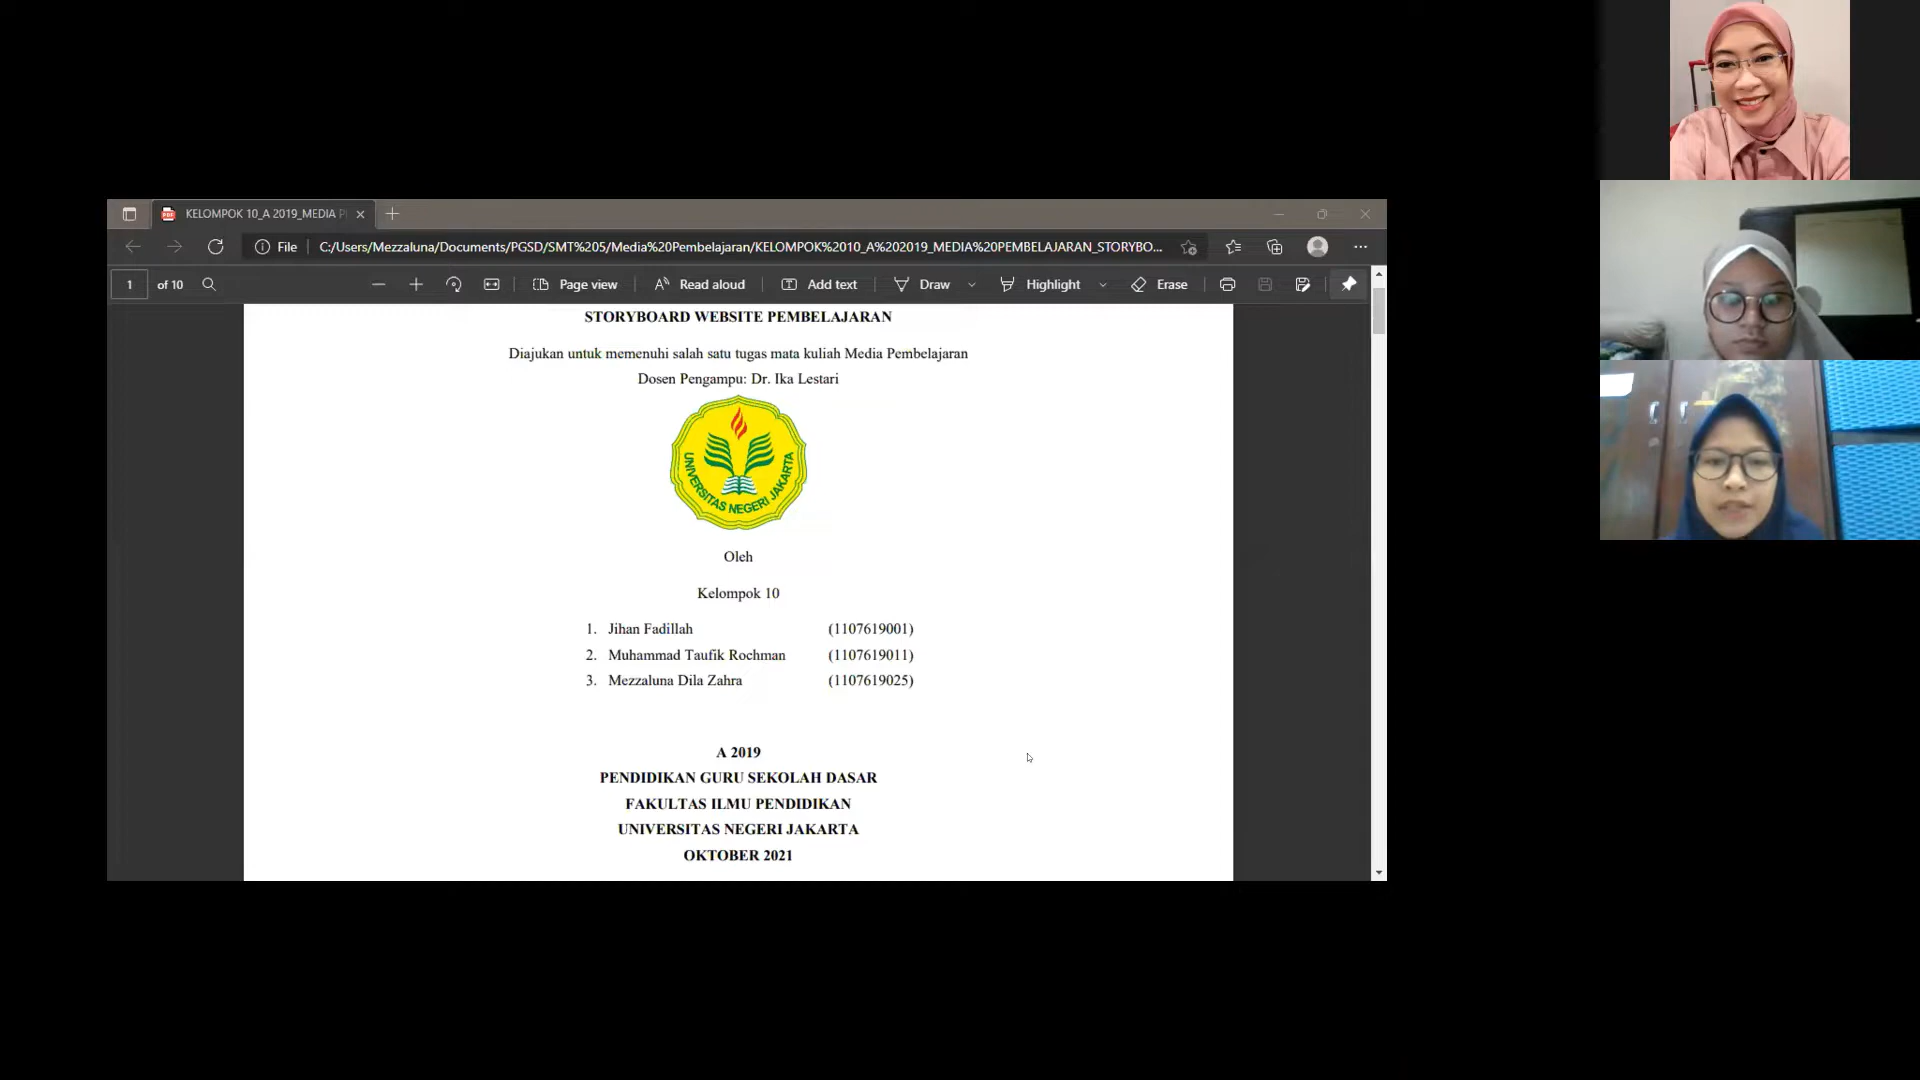 KELOMPOK 10_A 2019_MEDIA P
File
C:/Users/Mezzaluna/Documents/PGSD/SMT%205/Media%20Pembelajaran/KELOMPOK%2010_A%202019_MEDIA%20PEMBELAJARAN_STORYBO...
1 of 10
Page view
Read aloud
Add text
Draw
Highlight
Erase
STORYBOARD WEBSITE PEMBELAJARAN
Diajukan untuk memenuhi salah satu tugas mata kuliah Media Pembelajaran
Dosen Pengampu: Dr. Ika Lestari
UNIVERSITAS NEGERI JAKARTA
Oleh
Kelompok 10
1. Jihan Fadillah (1107619001)
2. Muhammad Taufik Rochman (1107619011)
3. Mezzaluna Dila Zahra (1107619025)
A 2019
PENDIDIKAN GURU SEKOLAH DASAR
FAKULTAS ILMU PENDIDIKAN
UNIVERSITAS NEGERI JAKARTA
OKTOBER 2021